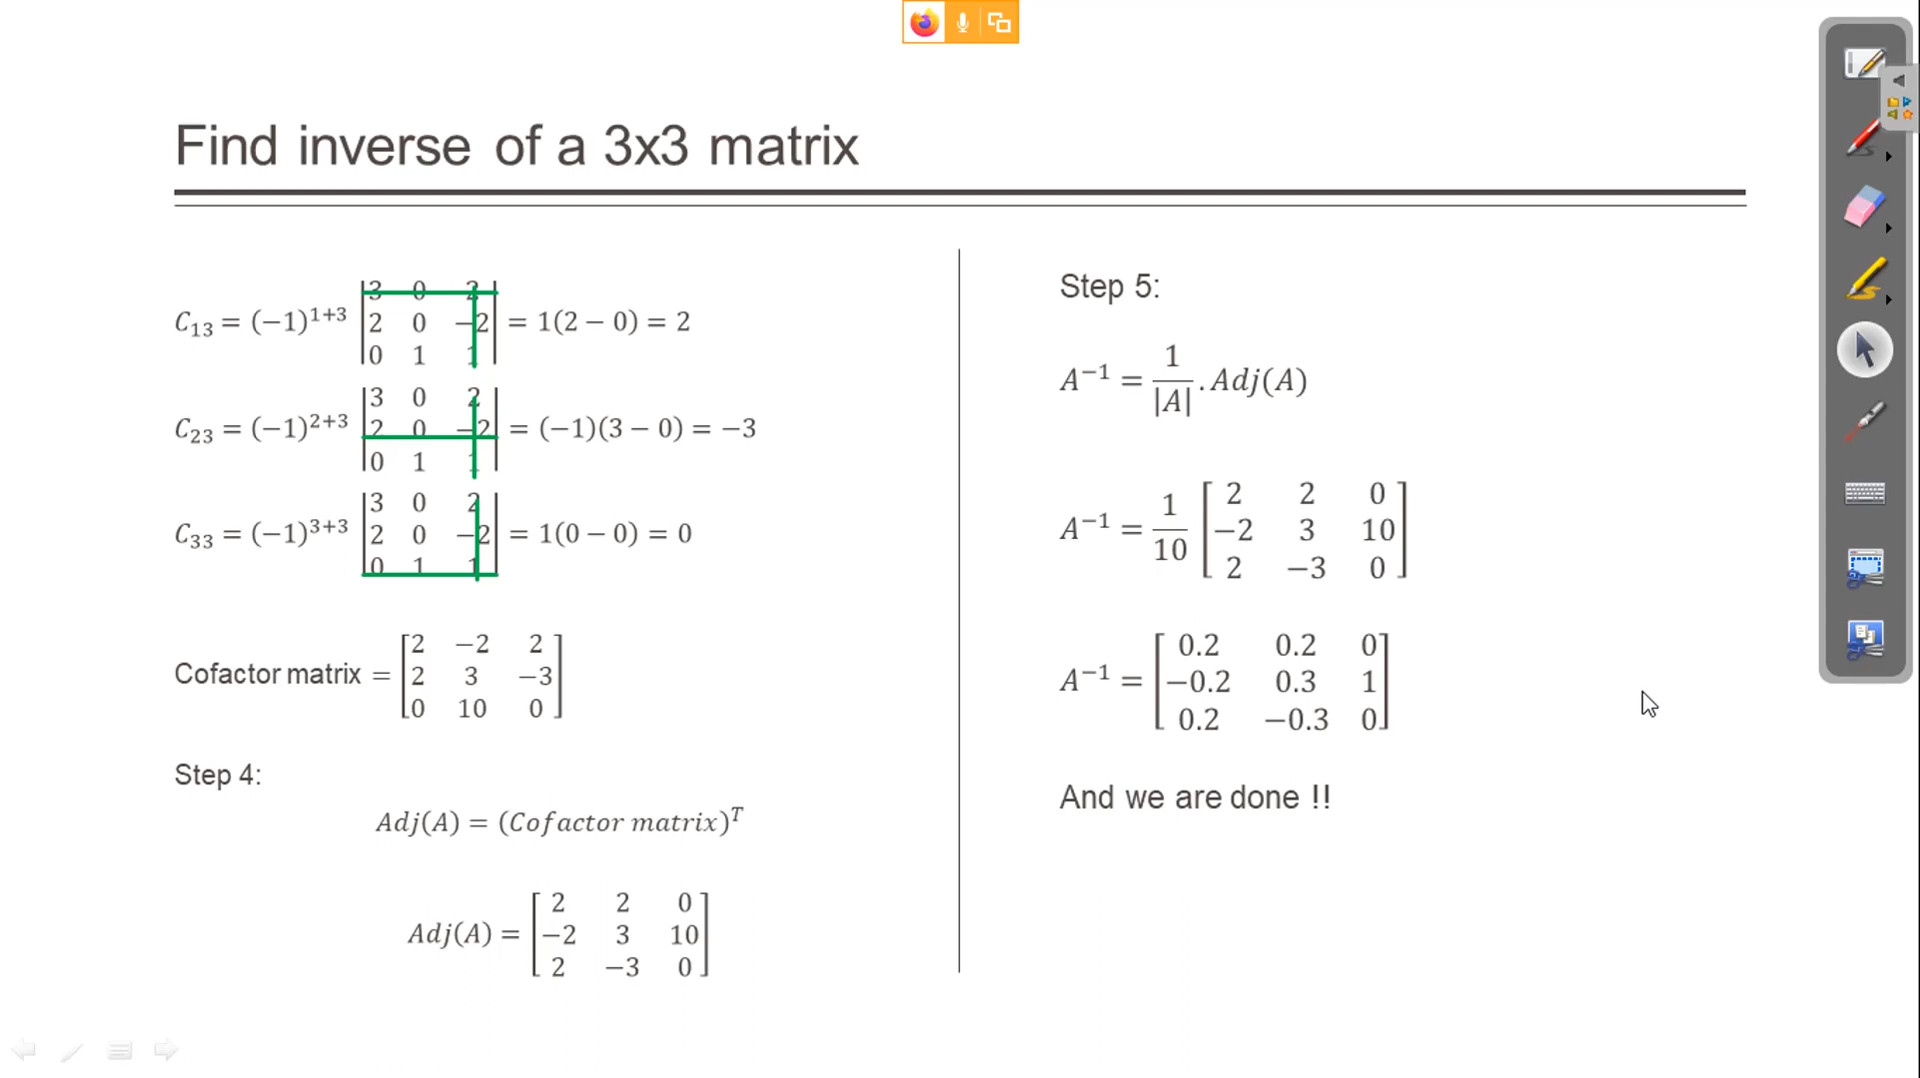 Find inverse of a 3x3 matrix
C₁₃ = (−1)¹⁺³ |3 0 2; 2 0 −2; 0 1 1| = 1(2 − 0) = 2
C₂₃ = (−1)²⁺³ |3 0 2; 2 0 −2; 0 1 1| = (−1)(3 − 0) = −3
C₃₃ = (−1)³⁺³ |3 0 2; 2 0 −2; 0 1 1| = 1(0 − 0) = 0
Cofactor matrix = [2 −2 2; 2 3 −3; 0 10 0]
Step 4:
Adj(A) = (Cofactor matrix)ᵀ
Adj(A) = [2 2 0; −2 3 10; 2 −3 0]
Step 5:
A⁻¹ = 1/|A| . Adj(A)
A⁻¹ = 1/10 [2 2 0; −2 3 10; 2 −3 0]
A⁻¹ = [0.2 0.2 0; −0.2 0.3 1; 0.2 −0.3 0]
And we are done !!